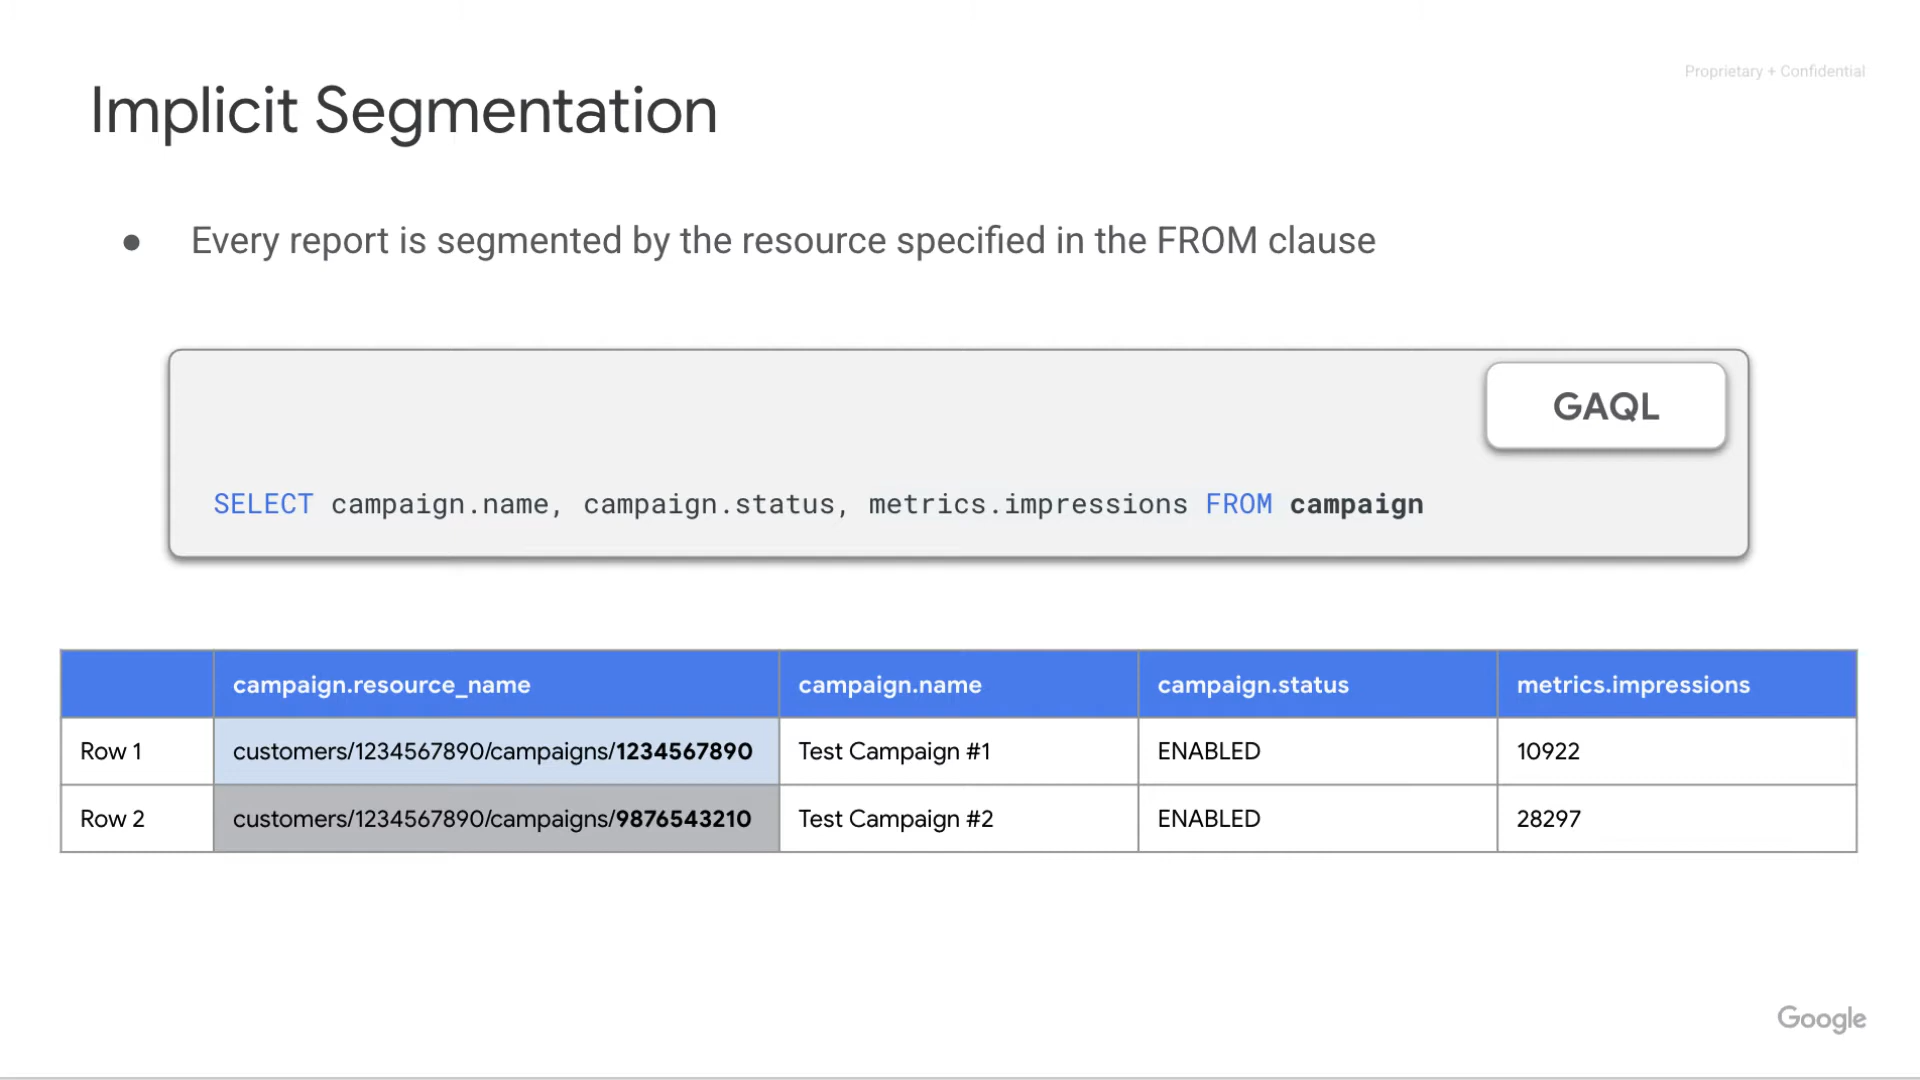 Proprietary + Confidential
Implicit Segmentation
● Every report is segmented by the resource specified in the FROM clause
GAQL
SELECT campaign.name, campaign.status, metrics.impressions FROM campaign
campaign.resource_name campaign.name campaign.status metrics.impressions
Row 1 customers/1234567890/campaigns/1234567890 Test Campaign #1 ENABLED 10922
Row 2 customers/1234567890/campaigns/9876543210 Test Campaign #2 ENABLED 28297
Google